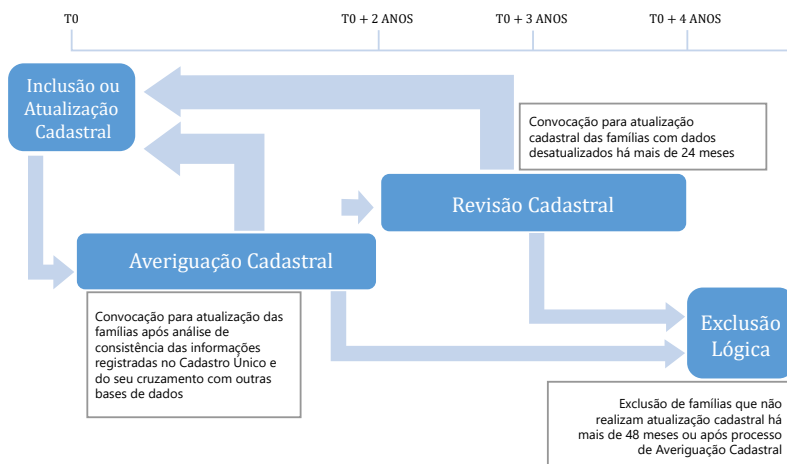 T0
T0 + 2 ANOS
T0 + 3 ANOS
T0 + 4 ANOS
Inclusão ou
Atualização
Cadastral
Convocação para atualização
cadastral das famílias com dados
desatualizados há mais de 24 meses
Revisão Cadastral
Averiguação Cadastral
Convocação para atualização das
famílias após análise de
consistência das informações
registradas no Cadastro Único e
do seu cruzamento com outras
bases de dados
Exclusão
Lógica
Exclusão de famílias que não
realizam atualização cadastral há
mais de 48 meses ou após processo
de Averiguação Cadastral